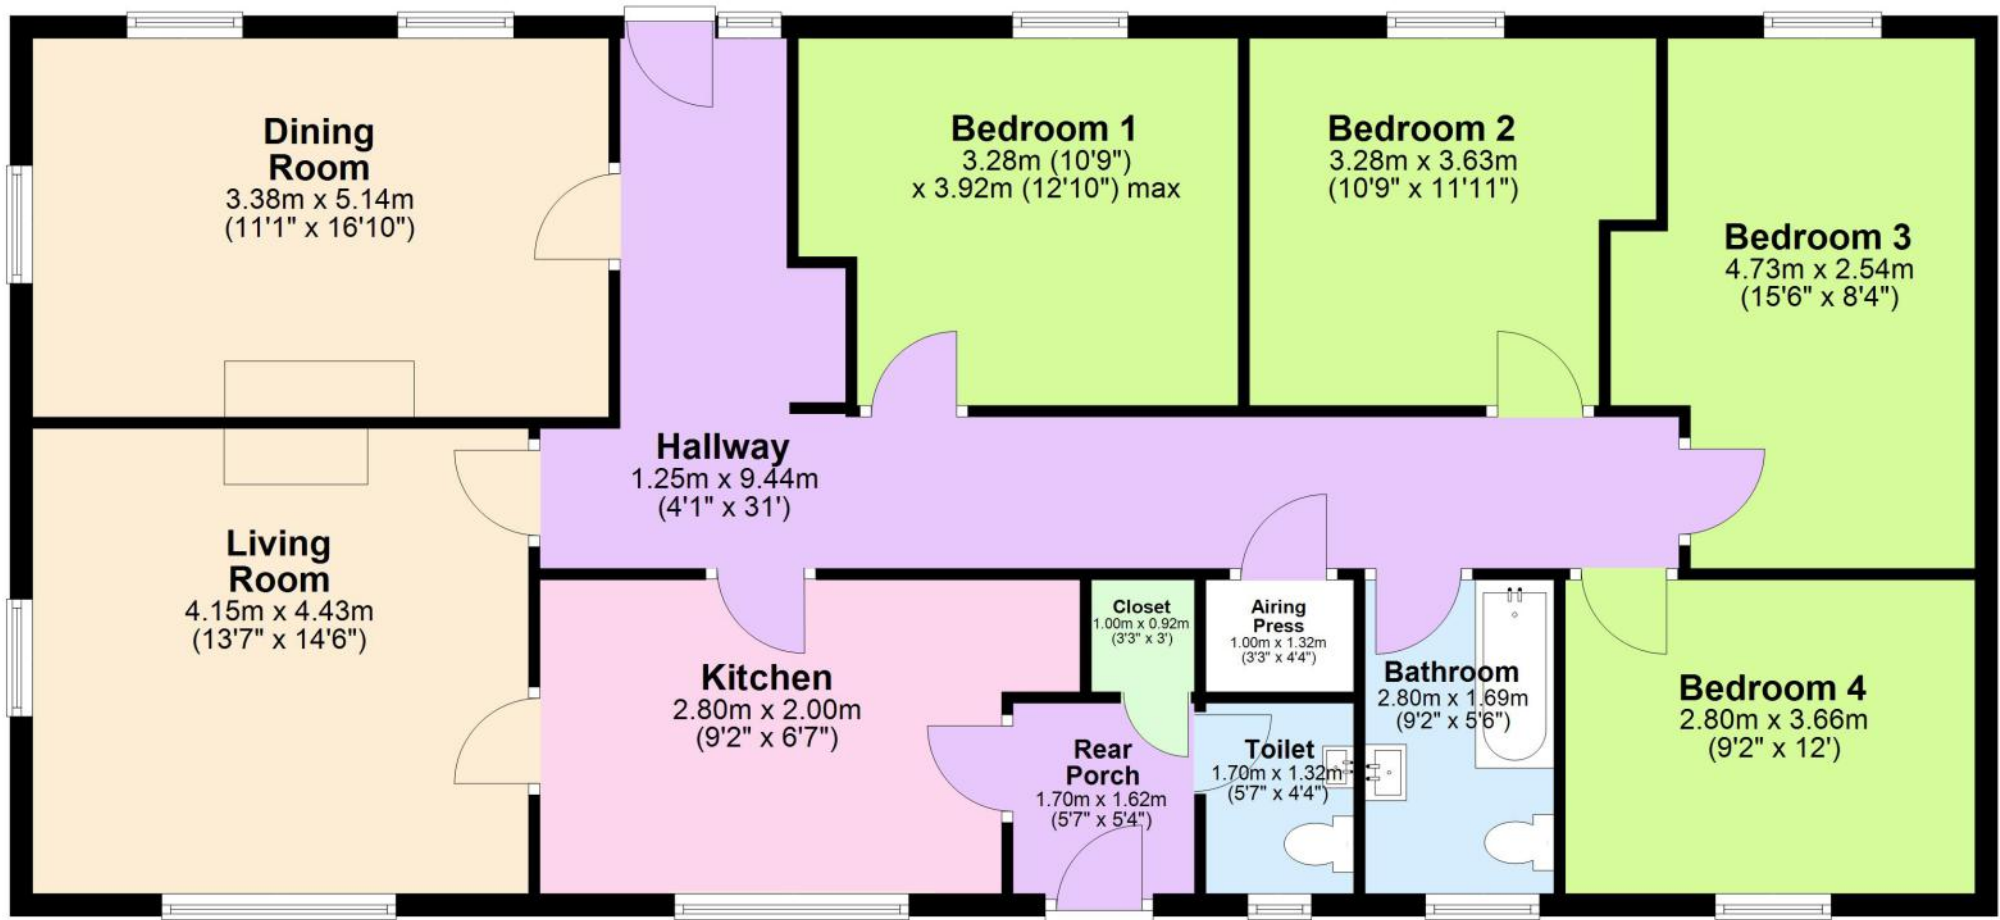 Dining
Room
3.38m x 5.14m
(11'1" x 16'10")
Bedroom 1
3.28m (10'9")
x 3.92m (12'10") max
Bedroom 2
3.28m x 3.63m
(10'9" x 11'11")
Bedroom 3
4.73m x 2.54m
(15'6" x 8'4")
Hallway
1.25m x 9.44m
(4'1" x 31')
Living
Room
4.15m x 4.43m
(13'7" x 14'6")
Kitchen
2.80m x 2.00m
(9'2" x 6'7")
Closet
1.00m x 0.92m
(3'3" x 3')
Airing
Press
1.00m x 1.32m
(3'3" x 4'4")
Bathroom
2.80m x 1.69m
(9'2" x 5'6")
Bedroom 4
2.80m x 3.66m
(9'2" x 12')
Rear
Porch
1.70m x 1.62m
(5'7" x 5'4")
Toilet
1.70m x 1.32m
(5'7" x 4'4")